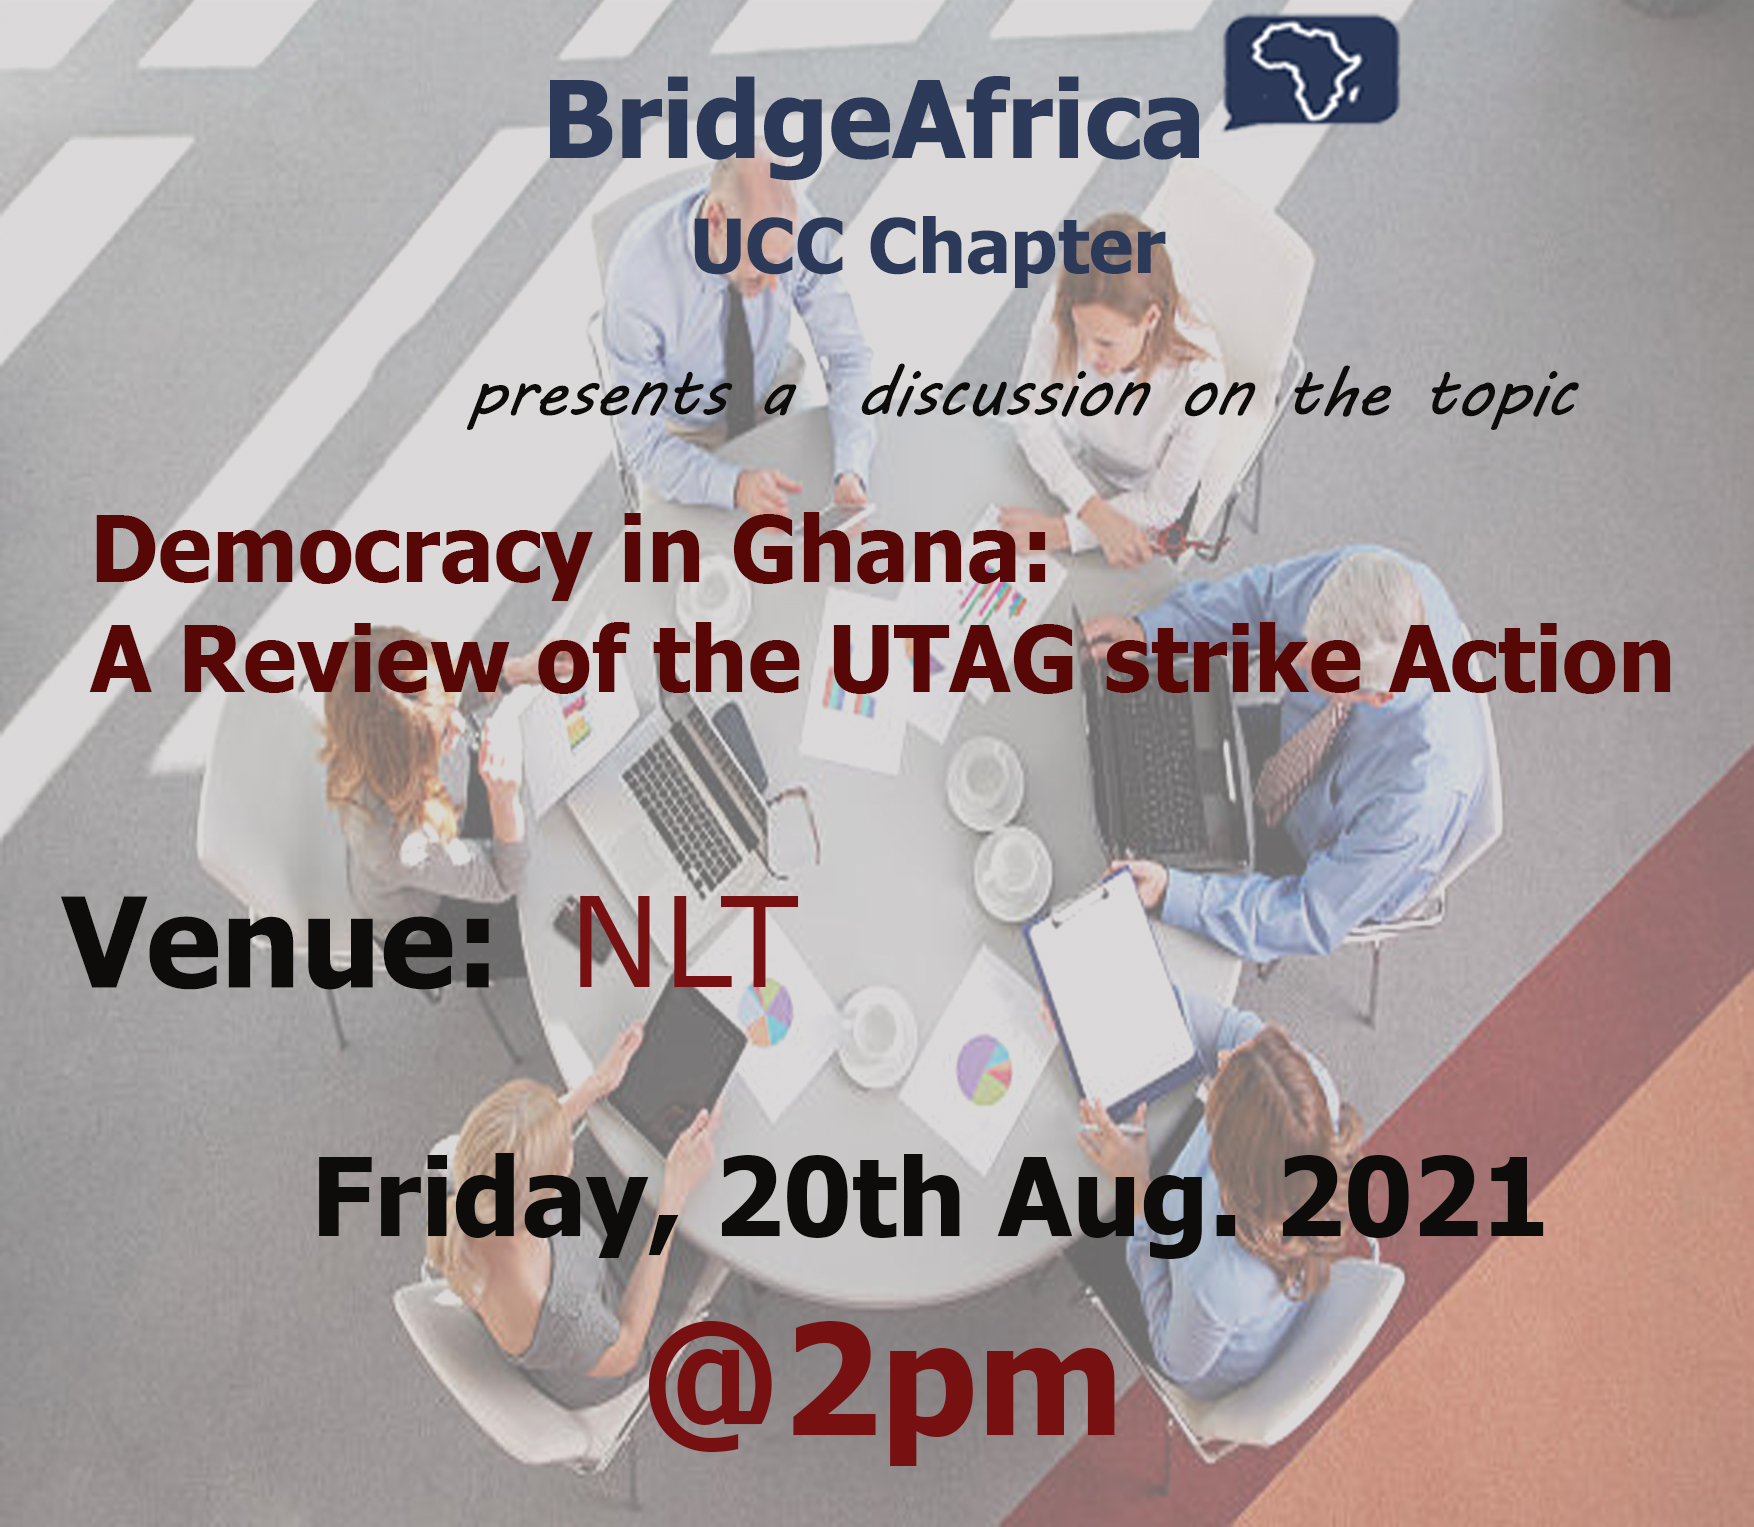 BridgeAfrica
UCC Chapter
presents a discussion on the topic
Democracy in Ghana:
A Review of the UTAG strike Action
Venue: NLT
Friday, 20th Aug. 2021
@2pm